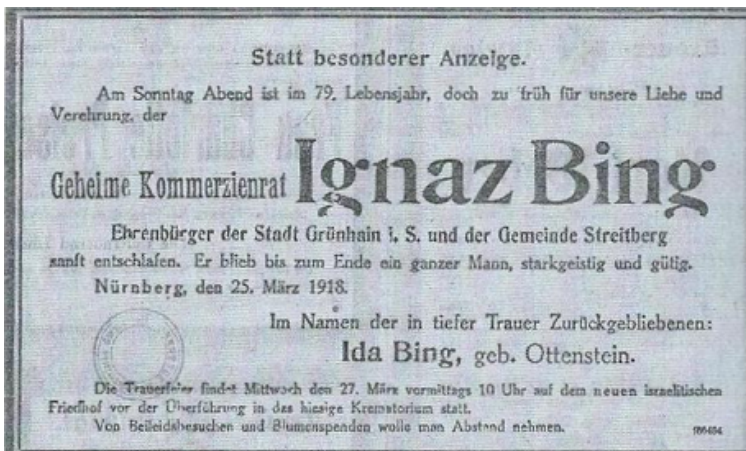 Statt besonderer Anzeige.
Am Sonntag Abend ist im 79. Lebensjahr, doch zu früh für unsere Liebe und
Verehrung, der
Geheime Kommerzienrat Ignaz Bing
Ehrenbürger der Stadt Grünhain i. S. und der Gemeinde Streitberg
sanft entschlafen. Er blieb bis zum Ende ein ganzer Mann, starkgeistig und gütig.
Nürnberg, den 25. März 1918.
Im Namen der in tiefer Trauer Zurückgebliebenen:
Ida Bing, geb. Ottenstein.
Die Trauerfeier findet Mittwoch den 27. März vormittags 10 Uhr auf dem neuen israelitischen
Friedhof vor der Überführung in das hiesige Krematorium statt.
Von Beileidsbesuchen und Blumenspenden wolle man Abstand nehmen.